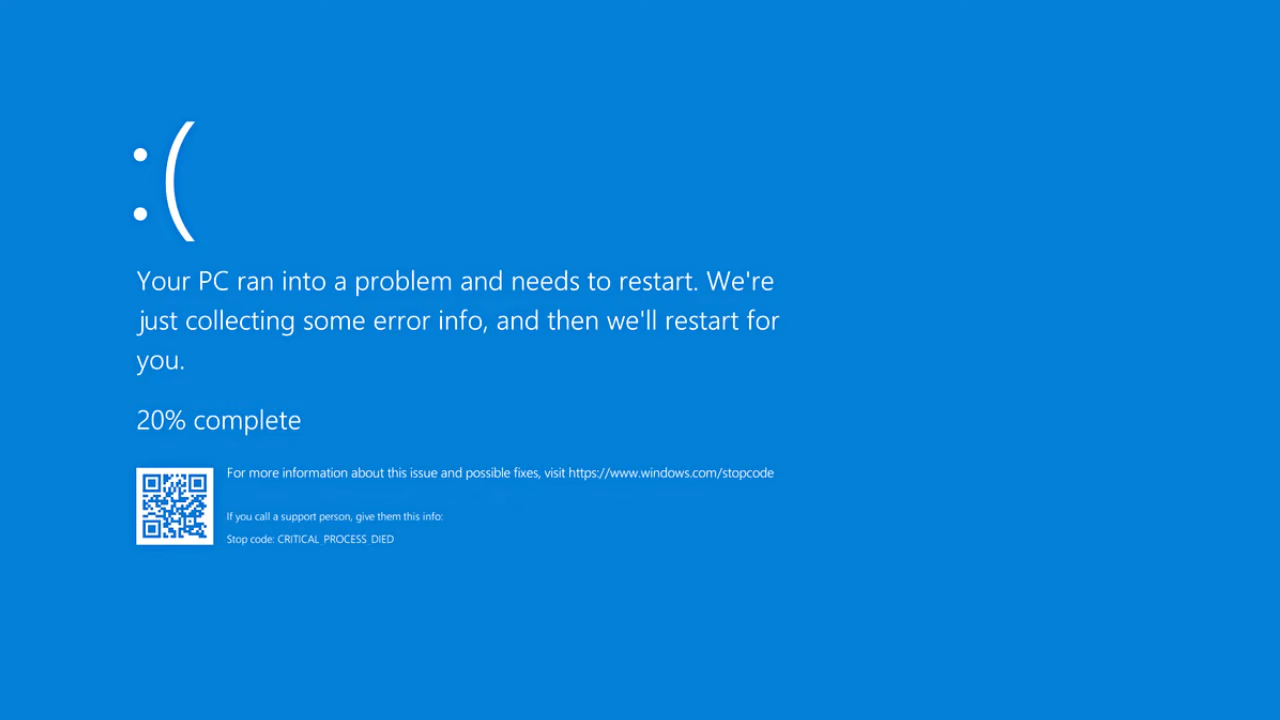 :(
Your PC ran into a problem and needs to restart. We're
just collecting some error info, and then we'll restart for
you.
20% complete
For more information about this issue and possible fixes, visit https://www.windows.com/stopcode
If you call a support person, give them this info:
Stop code: CRITICAL_PROCESS_DIED